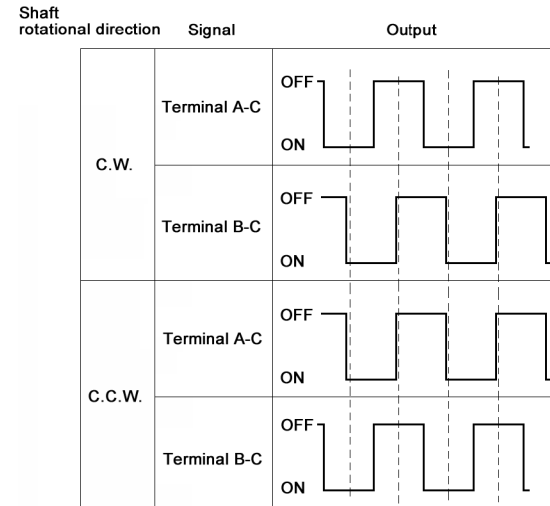 Shaft
rotational direction Signal Output
C.W.
Terminal A-C
OFF
ON
Terminal B-C
OFF
ON
C.C.W.
Terminal A-C
OFF
ON
Terminal B-C
OFF
ON